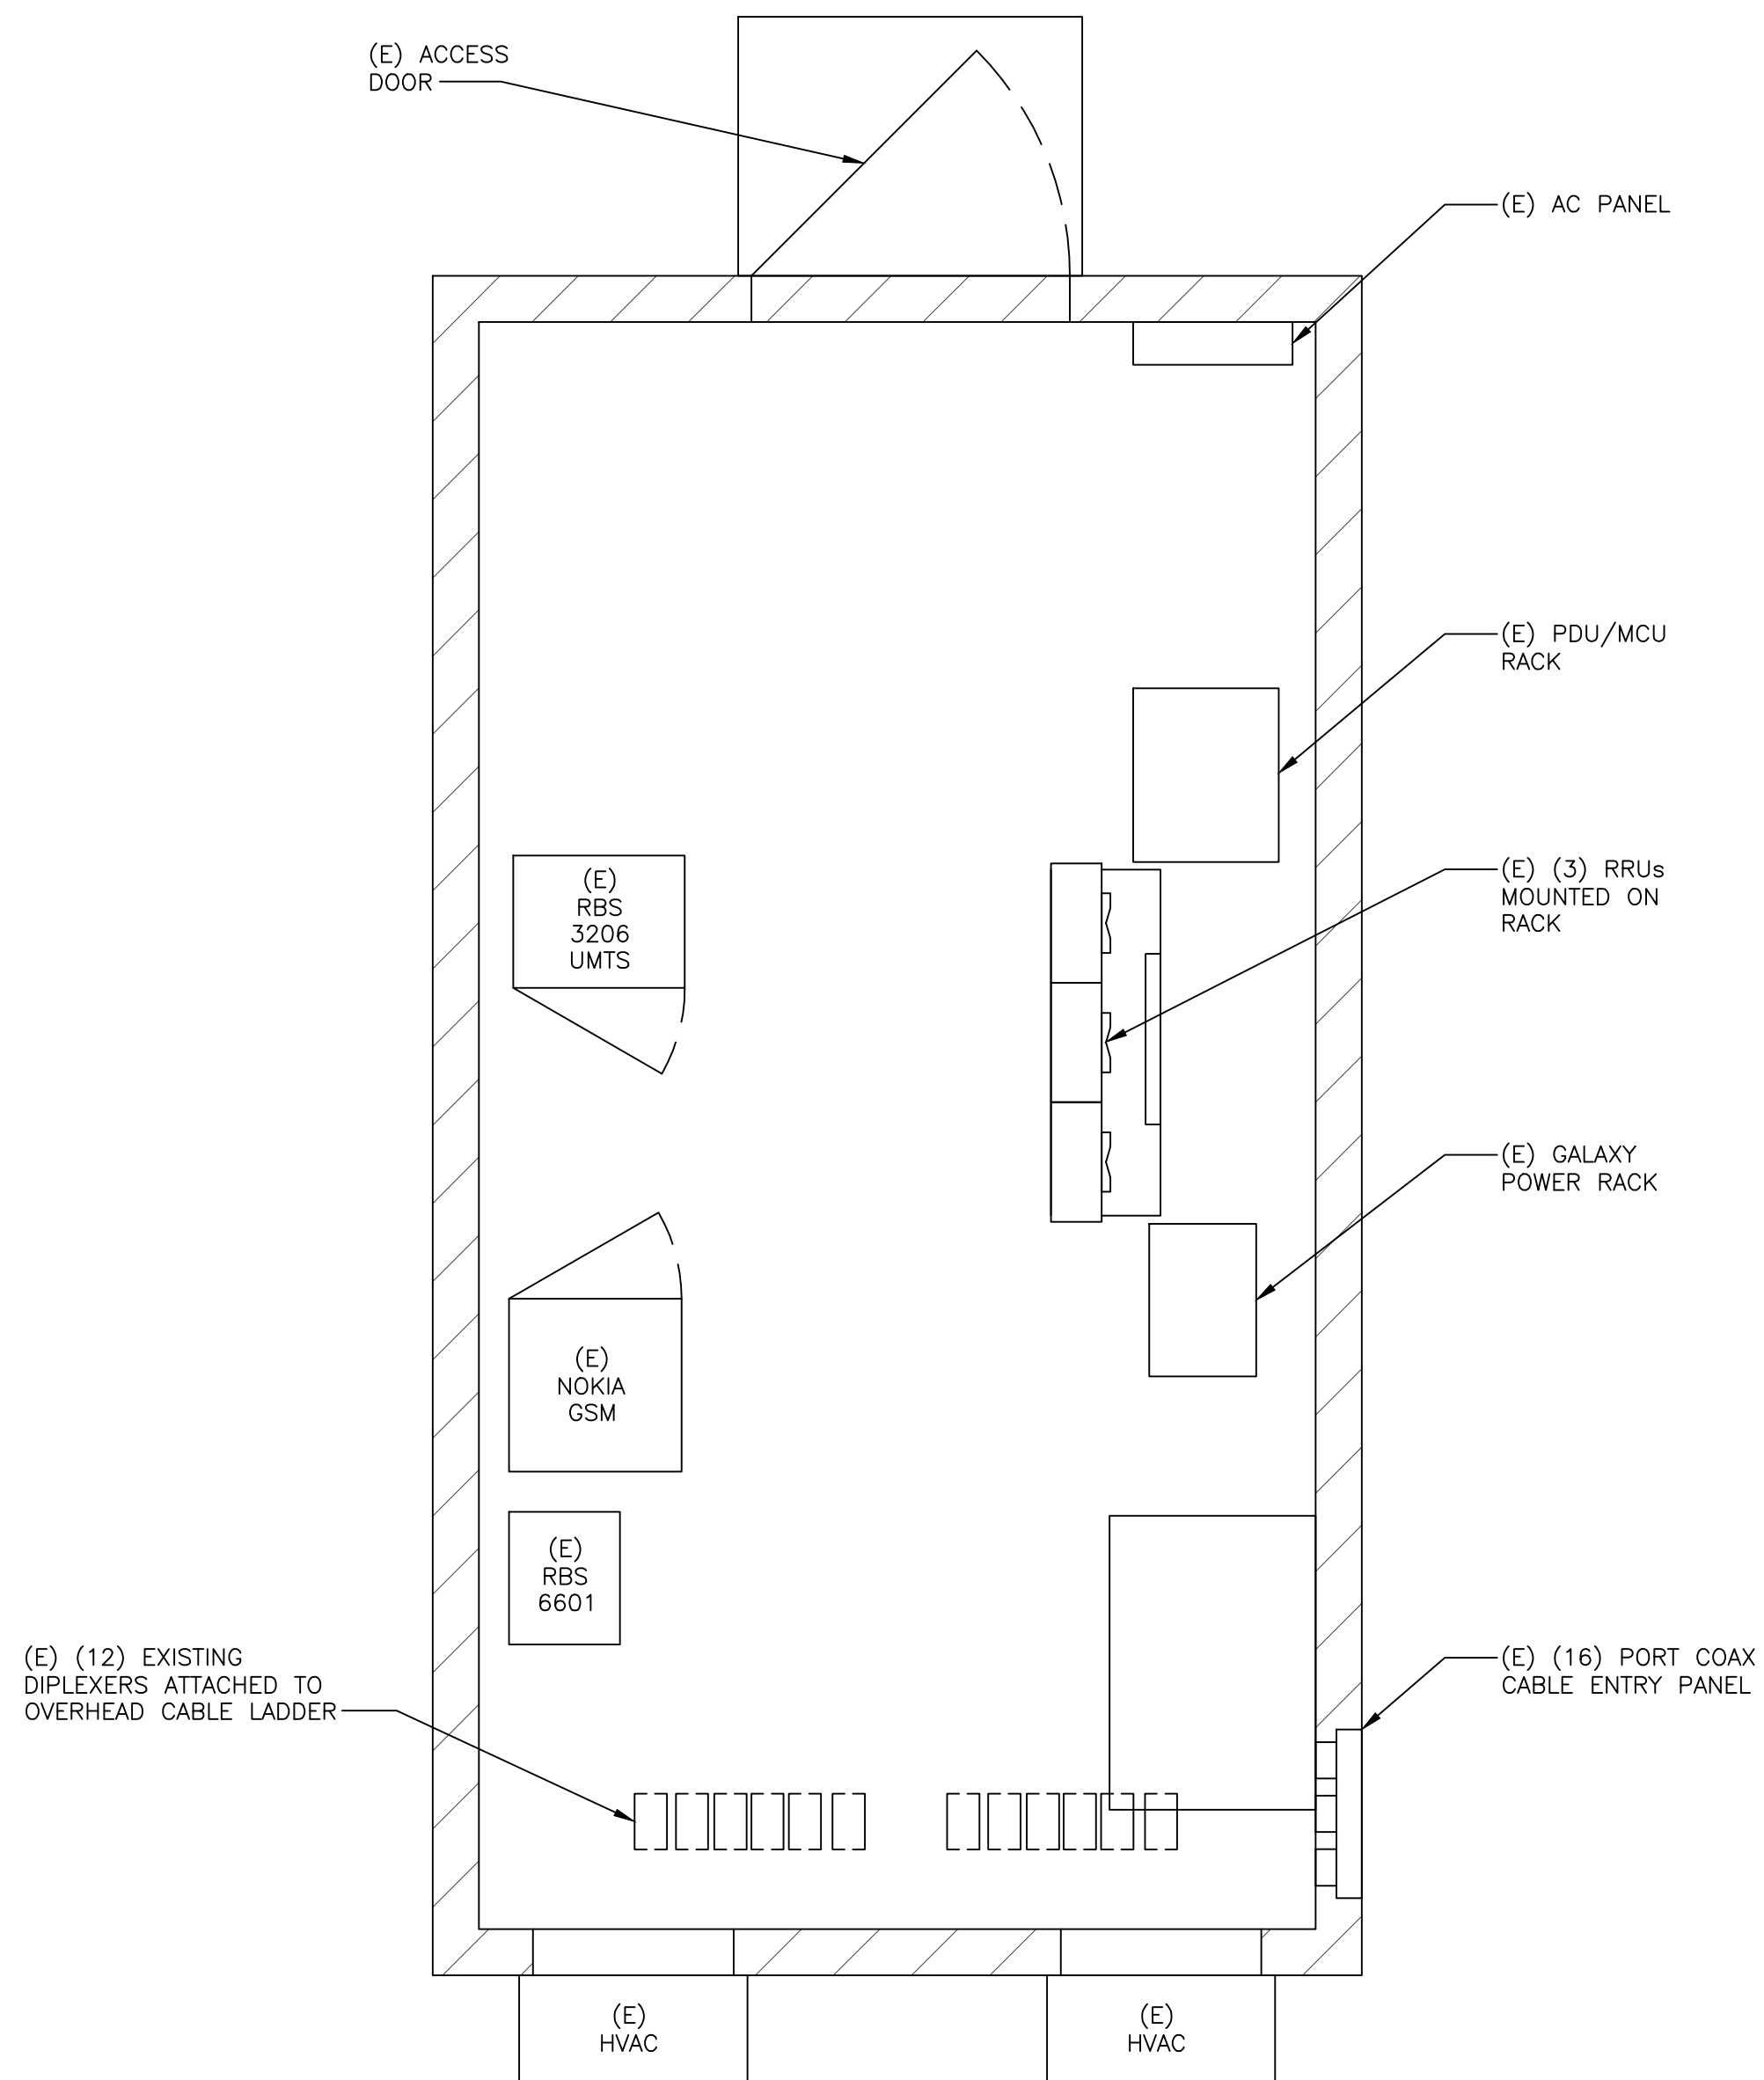 (E) ACCESS
DOOR
(E) AC PANEL
(E) PDU/MCU
RACK
(E)
RBS
3206
UMTS
(E) (3) RRUs
MOUNTED ON
RACK
(E) GALAXY
POWER RACK
(E)
NOKIA
GSM
(E)
RBS
6601
(E) (12) EXISTING
DIPLEXERS ATTACHED TO
OVERHEAD CABLE LADDER
(E) (16) PORT COAX
CABLE ENTRY PANEL
(E)
HVAC
(E)
HVAC